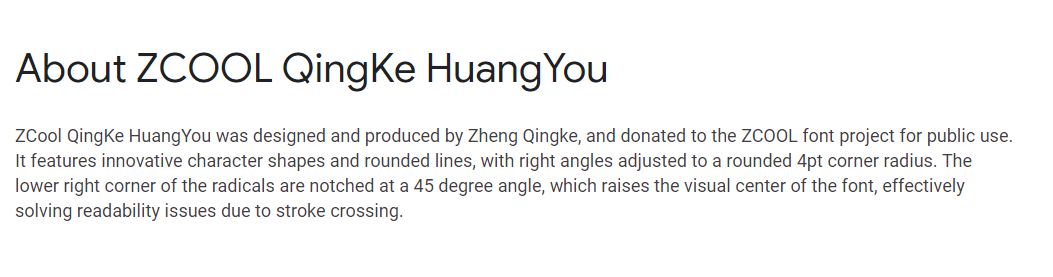 About ZCOOL QingKe HuangYou
ZCool QingKe HuangYou was designed and produced by Zheng Qingke, and donated to the ZCOOL font project for public use.
It features innovative character shapes and rounded lines, with right angles adjusted to a rounded 4pt corner radius. The
lower right corner of the radicals are notched at a 45 degree angle, which raises the visual center of the font, effectively
solving readability issues due to stroke crossing.